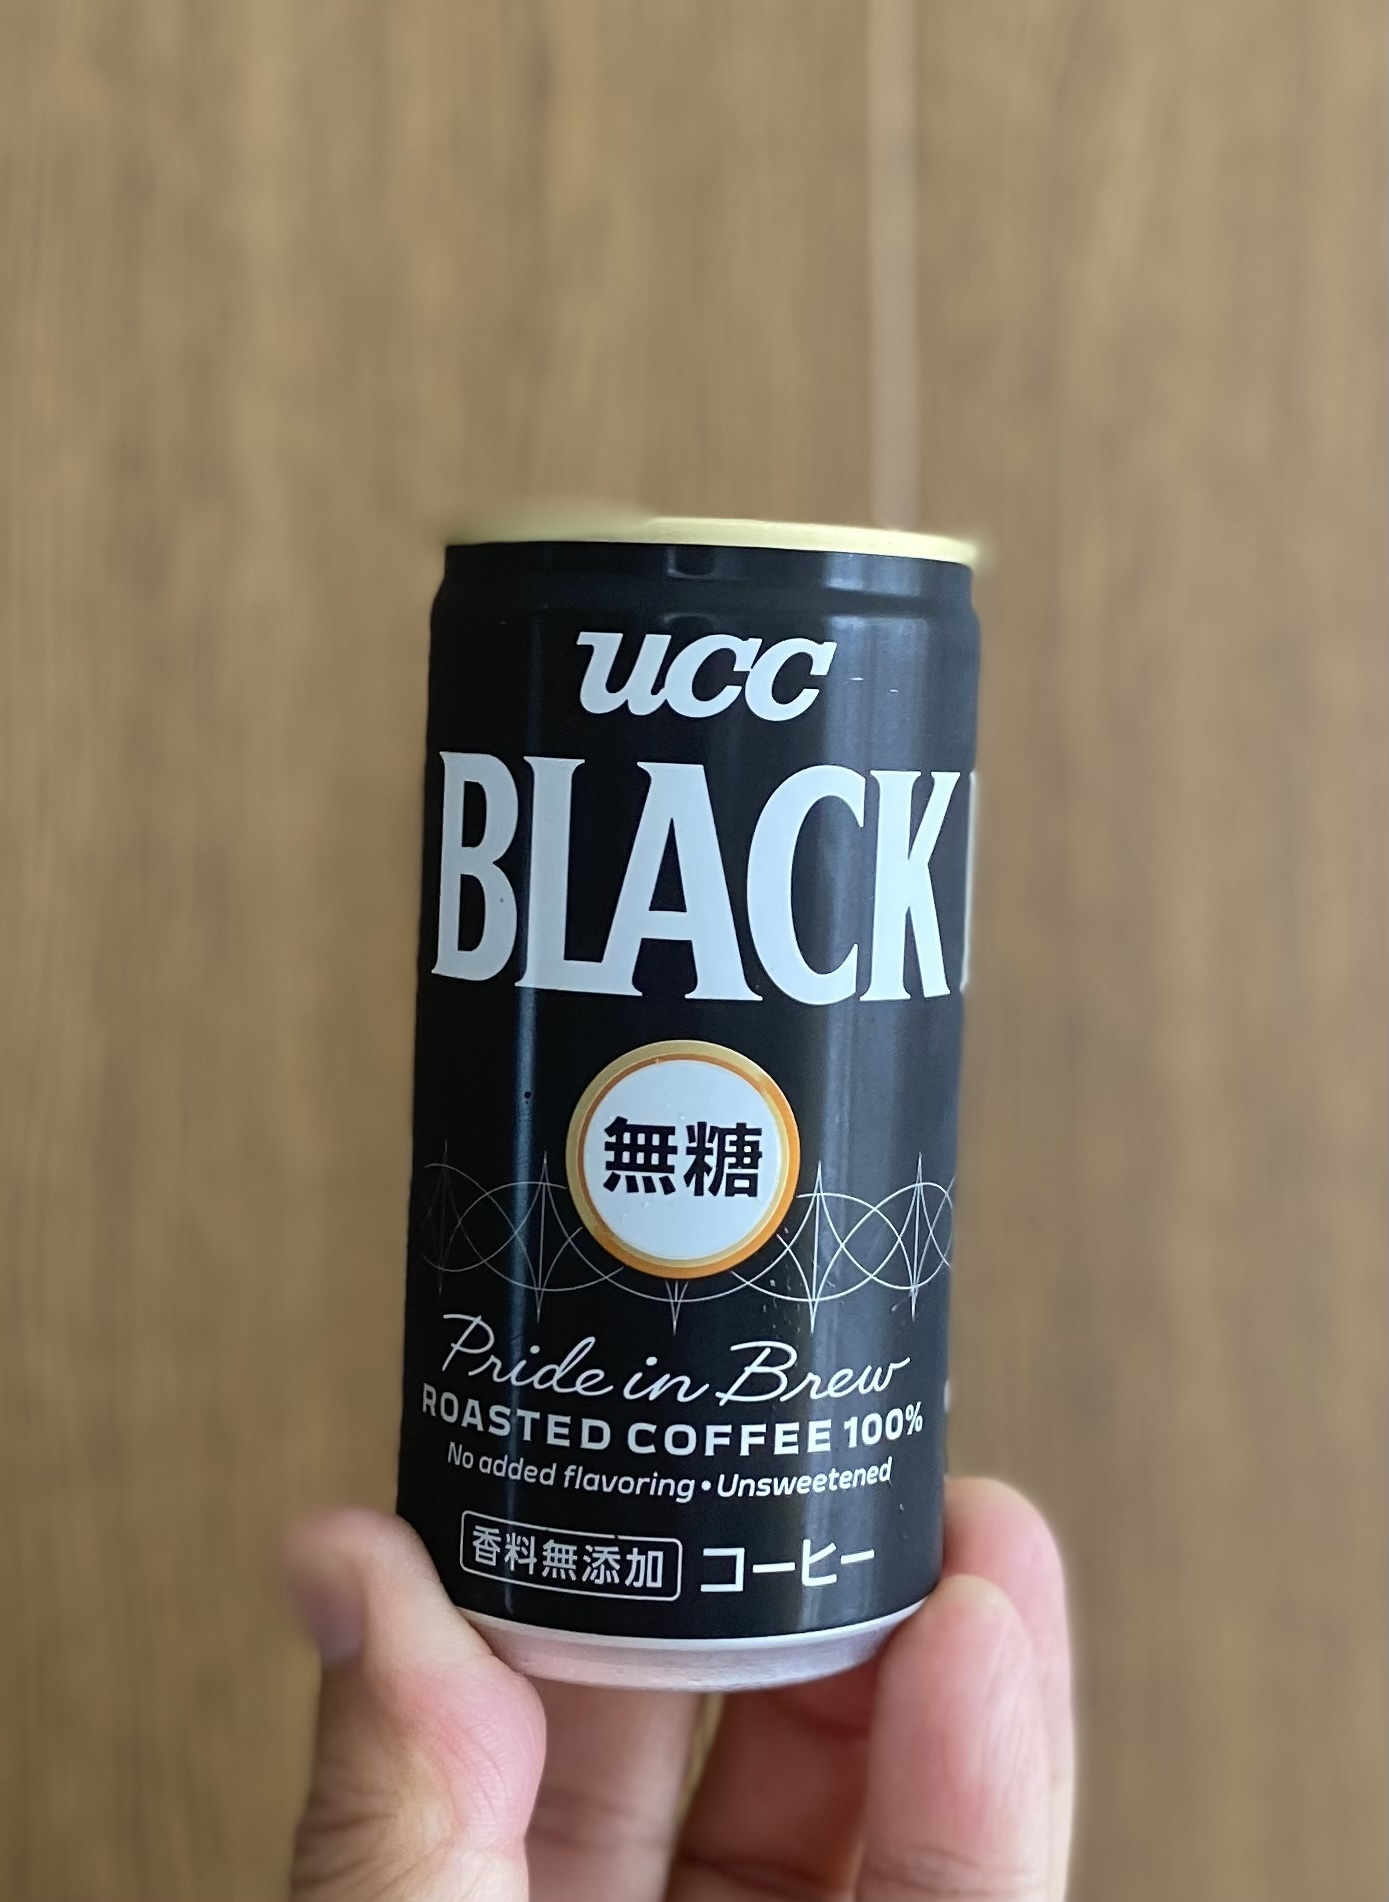 UCC
BLACK
無糖
Pride in Brew
ROASTED COFFEE 100%
No added flavoring • Unsweetened
香料無添加 コーヒー